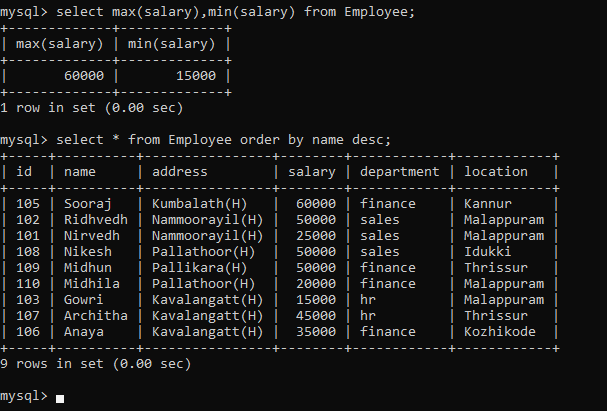 mysql> select max(salary),min(salary) from Employee;
+-------------+-------------+
| max(salary) | min(salary) |
+-------------+-------------+
|       60000 |       15000 |
+-------------+-------------+
1 row in set (0.00 sec)

mysql> select * from Employee order by name desc;
+-----+----------+----------------+--------+------------+------------+
| id  | name     | address        | salary | department | location   |
+-----+----------+----------------+--------+------------+------------+
| 105 | Sooraj   | Kumbalath(H)   |  60000 | finance    | Kannur     |
| 102 | Ridhvedh | Nammoorayil(H) |  50000 | sales      | Malappuram |
| 101 | Nirvedh  | Nammoorayil(H) |  25000 | sales      | Malappuram |
| 108 | Nikesh   | Pallathoor(H)  |  50000 | sales      | Idukki     |
| 109 | Midhun   | Pallikara(H)   |  50000 | finance    | Thrissur   |
| 110 | Midhila  | Pallathoor(H)  |  20000 | finance    | Malappuram |
| 103 | Gowri    | Kavalangatt(H) |  15000 | hr         | Malappuram |
| 107 | Architha | Kavalangatt(H) |  45000 | hr         | Thrissur   |
| 106 | Anaya    | Kavalangatt(H) |  35000 | finance    | Kozhikode  |
+-----+----------+----------------+--------+------------+------------+
9 rows in set (0.00 sec)

mysql>